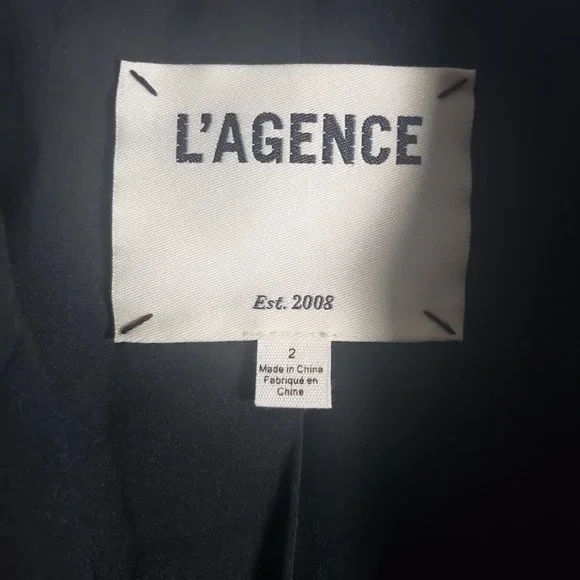 L'AGENCE
Est. 2008
2
Made in China
Fabriqué en
Chine